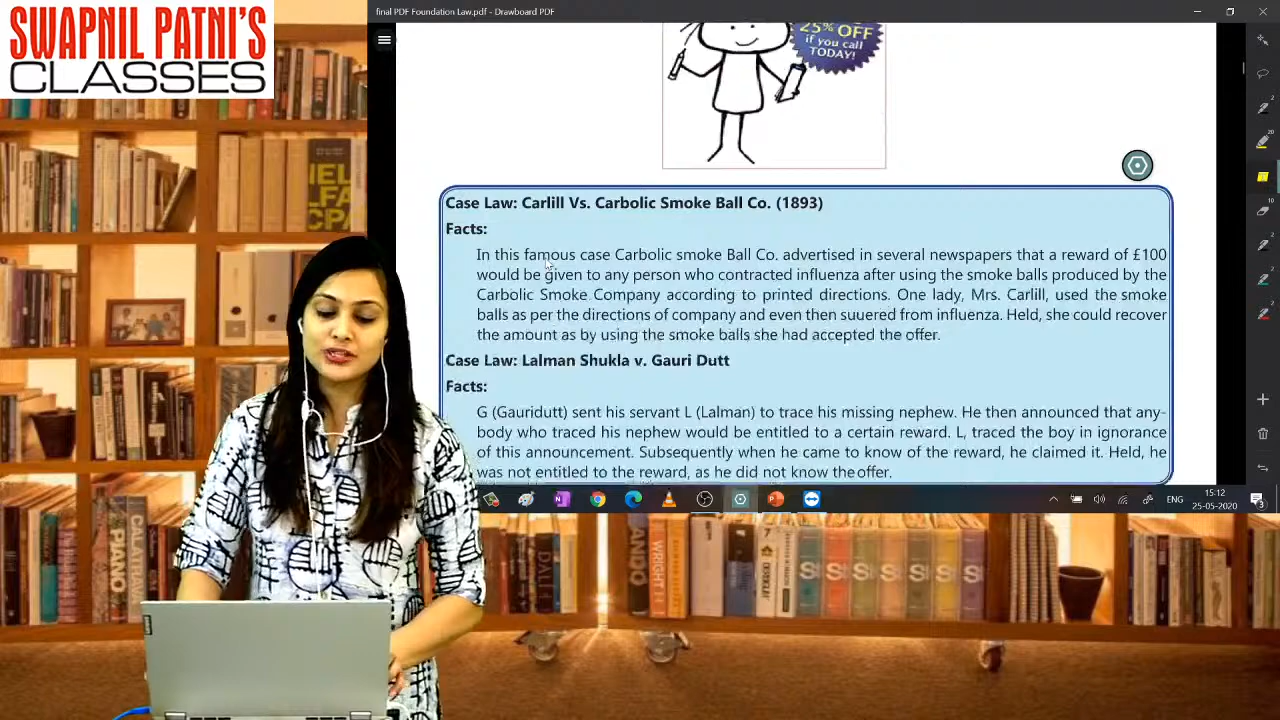 SWAPNIL PATNI'S
CLASSES
final PDF Foundation Law.pdf - Drawboard PDF
25% OFF
if you call
TODAY!
Case Law: Carlill Vs. Carbolic Smoke Ball Co. (1893)
Facts:
In this famous case Carbolic smoke Ball Co. advertised in several newspapers that a reward of £100
would be given to any person who contracted influenza after using the smoke balls produced by the
Carbolic Smoke Company according to printed directions. One lady, Mrs. Carlill, used the smoke
balls as per the directions of company and even then suuered from influenza. Held, she could recover
the amount as by using the smoke balls she had accepted the offer.
Case Law: Lalman Shukla v. Gauri Dutt
Facts:
G (Gauridutt) sent his servant L (Lalman) to trace his missing nephew. He then announced that any-
body who traced his nephew would be entitled to a certain reward. L, traced the boy in ignorance
of this announcement. Subsequently when he came to know of the reward, he claimed it. Held, he
was not entitled to the reward, as he did not know the offer.
ENG
15:12
25-05-2020
PIANO
WRIGHT